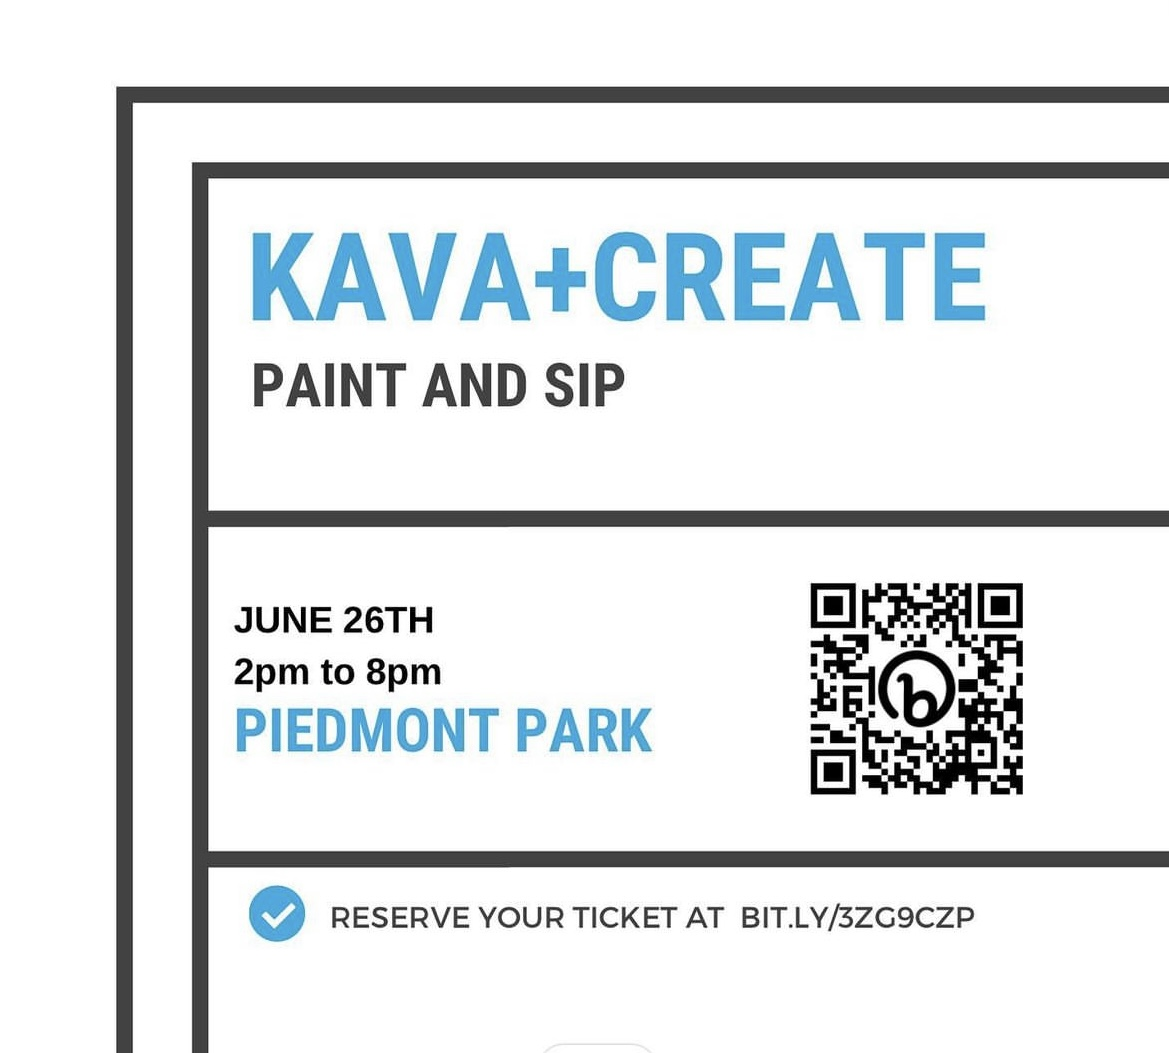 KAVA+CREATE
PAINT AND SIP
JUNE 26TH
2pm to 8pm
PIEDMONT PARK
b
RESERVE YOUR TICKET AT BIT.LY/3ZG9CZP